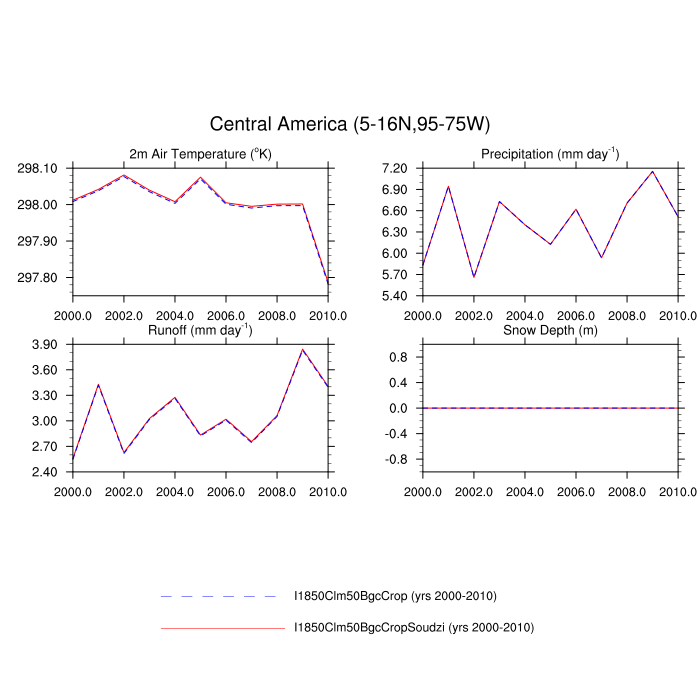 Central America (5-16N,95-75W)
2m Air Temperature (°K)
298.10
298.00
297.90
297.80
2000.0 2002.0 2004.0 2006.0 2008.0 2010.0
Precipitation (mm day⁻¹)
7.20
6.90
6.60
6.30
6.00
5.70
5.40
2000.0 2002.0 2004.0 2006.0 2008.0 2010.0
Runoff (mm day⁻¹)
3.90
3.60
3.30
3.00
2.70
2.40
2000.0 2002.0 2004.0 2006.0 2008.0 2010.0
Snow Depth (m)
0.8
0.4
0.0
-0.4
-0.8
2000.0 2002.0 2004.0 2006.0 2008.0 2010.0
I1850Clm50BgcCrop (yrs 2000-2010)
I1850Clm50BgcCropSoudzi (yrs 2000-2010)